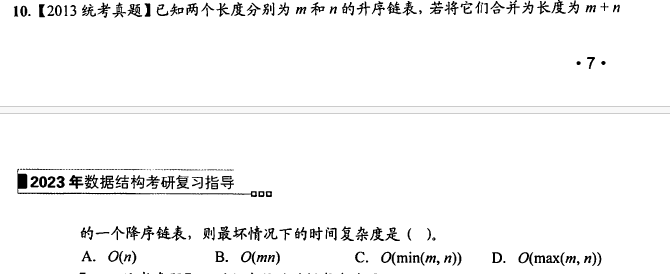 10.【2013 统考真题】已知两个长度分别为 m 和 n 的升序链表，若将它们合并为长度为 m + n
• 7 •
2023 年数据结构考研复习指导
的一个降序链表，则最坏情况下的时间复杂度是（ ）。
A. O(n) B. O(mn) C. O(min(m, n)) D. O(max(m, n))